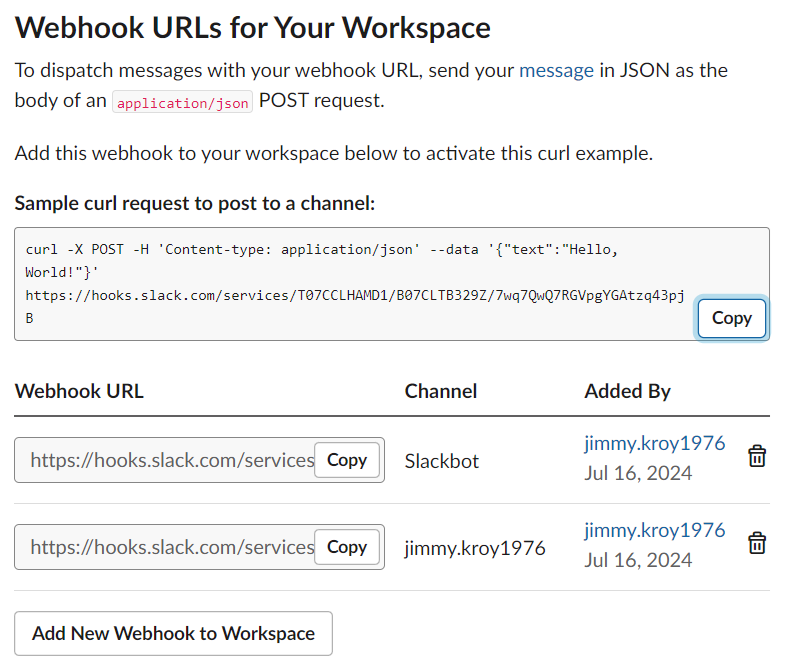 Webhook URLs for Your Workspace
To dispatch messages with your webhook URL, send your message in JSON as the
body of an application/json POST request.
Add this webhook to your workspace below to activate this curl example.
Sample curl request to post to a channel:
curl -X POST -H 'Content-type: application/json' --data '{"text":"Hello,
World!"}'
https://hooks.slack.com/services/T07CCLHAMD1/B07CLTB329Z/7wq7QwQ7RGVpgYGAtzq43pj
B
Copy
Webhook URL Channel Added By
https://hooks.slack.com/services Copy Slackbot jimmy.kroy1976
Jul 16, 2024
https://hooks.slack.com/services Copy jimmy.kroy1976 jimmy.kroy1976
Jul 16, 2024
Add New Webhook to Workspace